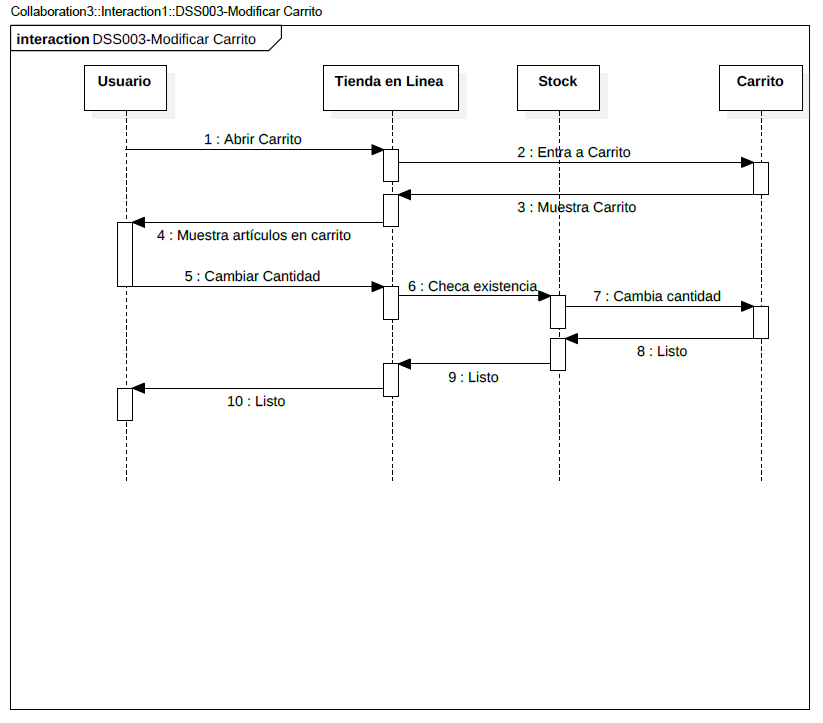 Collaboration3::Interaction1::DSS003-Modificar Carrito
interaction DSS003-Modificar Carrito
Usuario
Tienda en Linea
Stock
Carrito
1 : Abrir Carrito
2 : Entra a Carrito
3 : Muestra Carrito
4 : Muestra artículos en carrito
5 : Cambiar Cantidad
6 : Checa existencia
7 : Cambia cantidad
8 : Listo
9 : Listo
10 : Listo